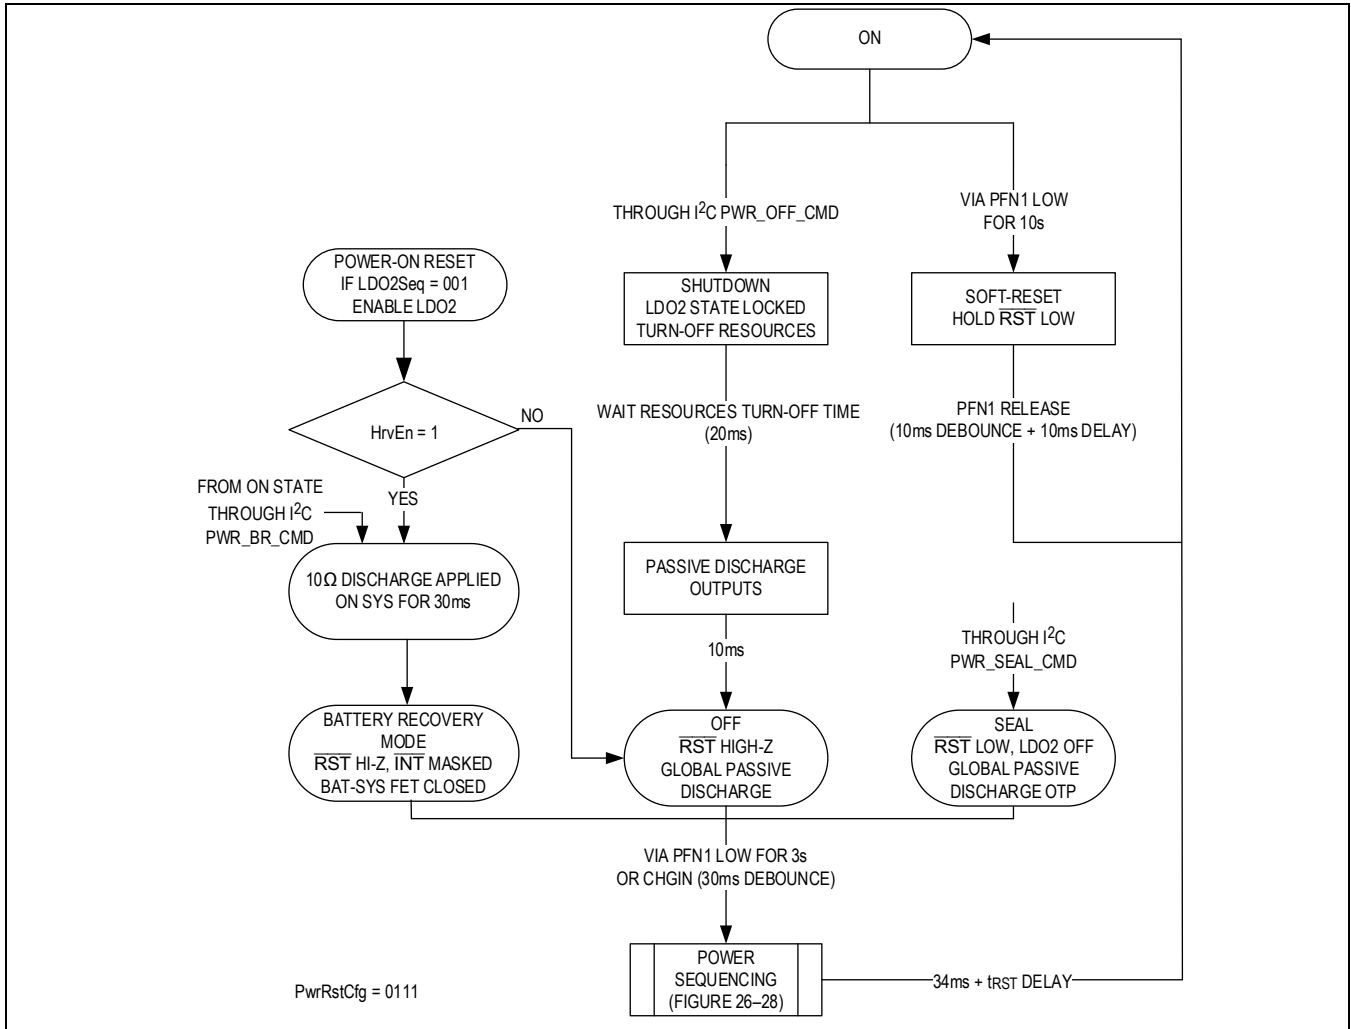 ON
THROUGH I²C PWR_OFF_CMD
VIA PFN1 LOW
FOR 10s
POWER-ON RESET
IF LDO2Seq = 001
ENABLE LDO2
SHUTDOWN
LDO2 STATE LOCKED
TURN-OFF RESOURCES
SOFT-RESET
HOLD R̅S̅T̅ LOW
HrvEn = 1
NO
YES
WAIT RESOURCES TURN-OFF TIME
(20ms)
PFN1 RELEASE
(10ms DEBOUNCE + 10ms DELAY)
FROM ON STATE
THROUGH I²C
PWR_BR_CMD
10Ω DISCHARGE APPLIED
ON SYS FOR 30ms
PASSIVE DISCHARGE
OUTPUTS
10ms
THROUGH I²C
PWR_SEAL_CMD
BATTERY RECOVERY
MODE
R̅S̅T̅ HI-Z, I̅N̅T̅ MASKED
BAT-SYS FET CLOSED
OFF
R̅S̅T̅ HIGH-Z
GLOBAL PASSIVE
DISCHARGE
SEAL
R̅S̅T̅ LOW, LDO2 OFF
GLOBAL PASSIVE
DISCHARGE OTP
VIA PFN1 LOW FOR 3s
OR CHGIN (30ms DEBOUNCE)
POWER
SEQUENCING
(FIGURE 26–28)
34ms + tRST DELAY
PwrRstCfg = 0111